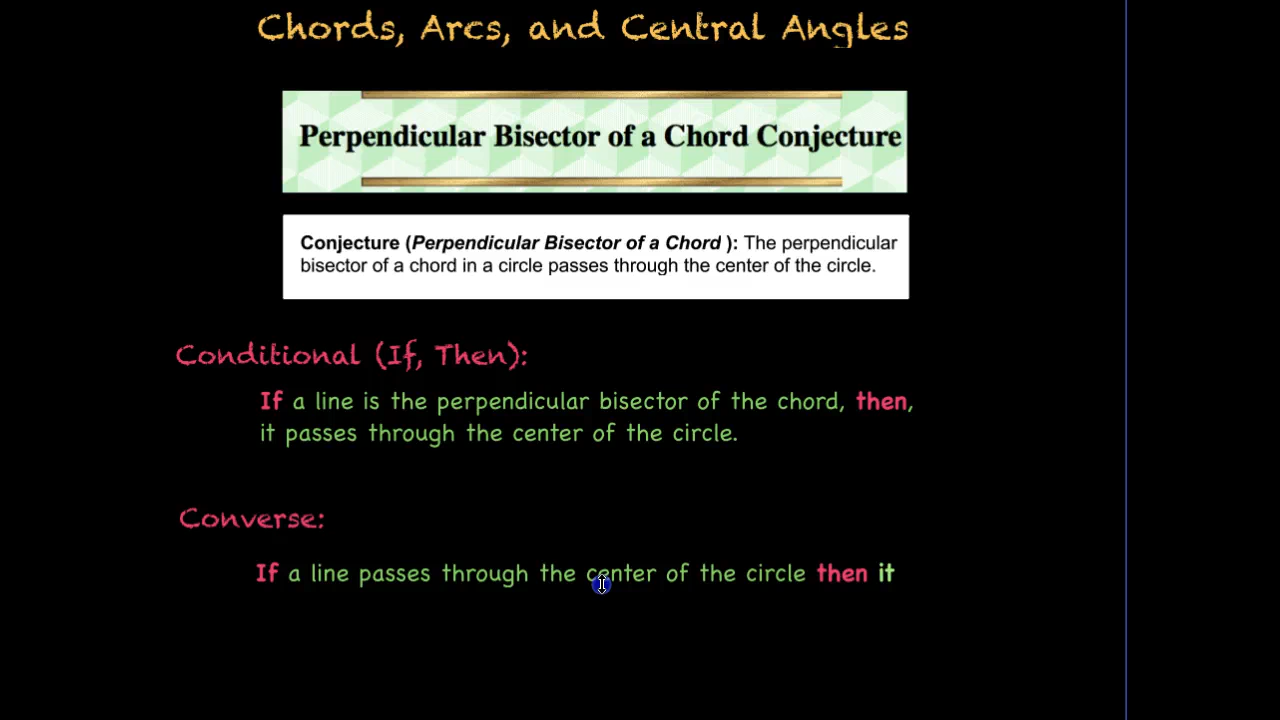 Chords, Arcs, and Central Angles
Perpendicular Bisector of a Chord Conjecture
Conjecture (Perpendicular Bisector of a Chord ): The perpendicular
bisector of a chord in a circle passes through the center of the circle.
Conditional (If, Then):
If a line is the perpendicular bisector of the chord, then,
it passes through the center of the circle.
Converse:
If a line passes through the center of the circle then it